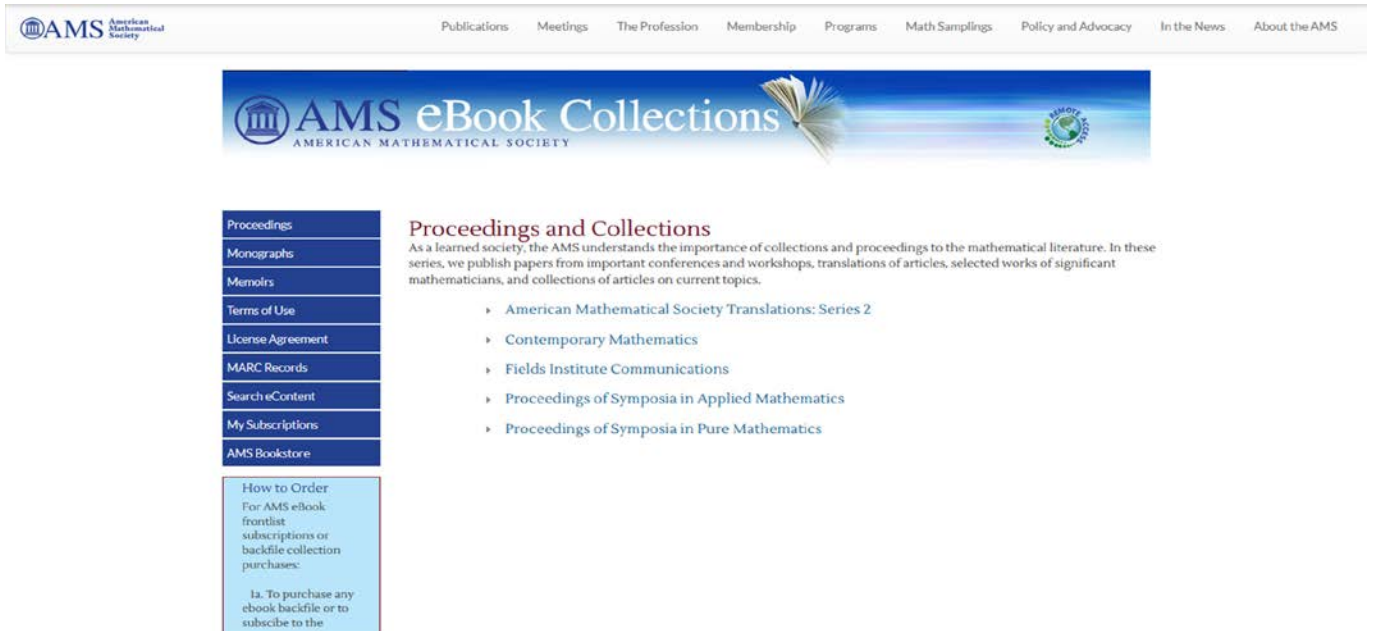 AMS American Mathematical Society
Publications Meetings The Profession Membership Programs Math Samplings Policy and Advocacy In the News About the AMS
AMS eBook Collections
AMERICAN MATHEMATICAL SOCIETY
REMOTE ACCESS
Proceedings
Monographs
Memoirs
Terms of Use
License Agreement
MARC Records
Search eContent
My Subscriptions
AMS Bookstore
How to Order
For AMS eBook
frontlist
subscriptions or
backfile collection
purchases:
1a. To purchase any
ebook backfile or to
subscibe to the
Proceedings and Collections
As a learned society, the AMS understands the importance of collections and proceedings to the mathematical literature. In these
series, we publish papers from important conferences and workshops, translations of articles, selected works of significant
mathematicians, and collections of articles on current topics.
American Mathematical Society Translations: Series 2
Contemporary Mathematics
Fields Institute Communications
Proceedings of Symposia in Applied Mathematics
Proceedings of Symposia in Pure Mathematics